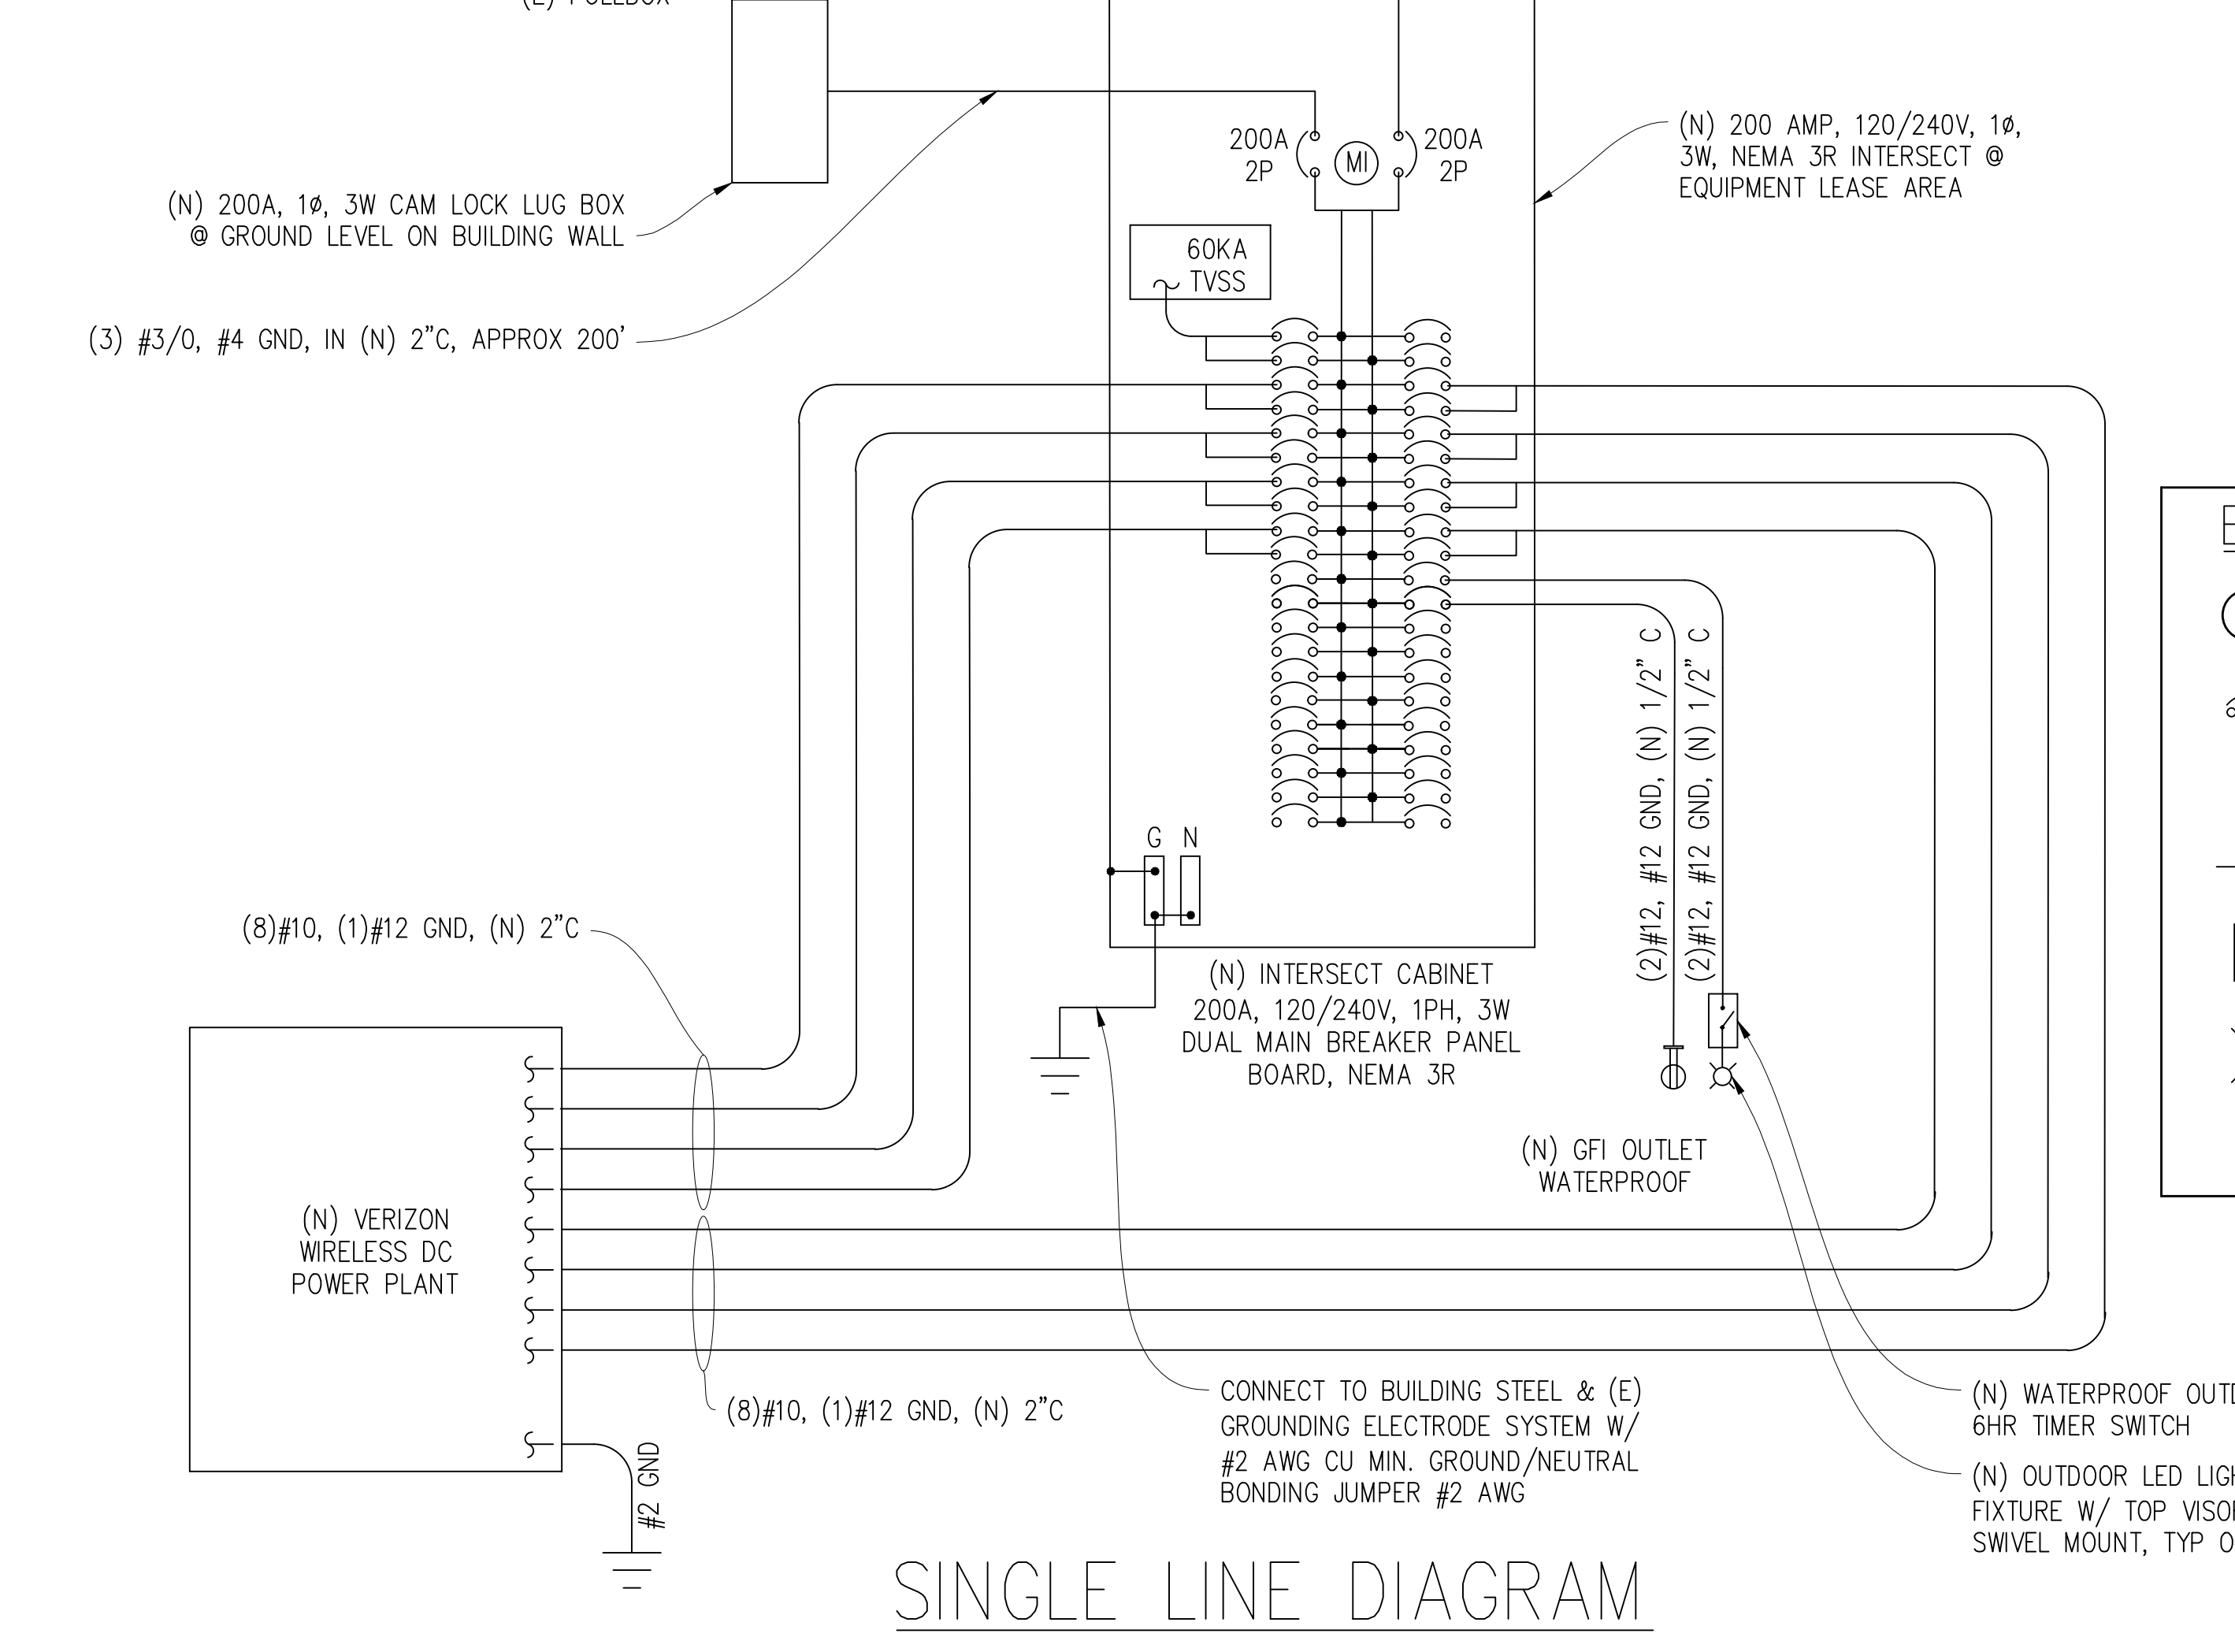 (E) PULLBOX
200A
2P
MI
200A
2P
(N) 200 AMP, 120/240V, 1ø,
3W, NEMA 3R INTERSECT @
EQUIPMENT LEASE AREA
(N) 200A, 1ø, 3W CAM LOCK LUG BOX
@ GROUND LEVEL ON BUILDING WALL
60KA
TVSS
(3) #3/0, #4 GND, IN (N) 2"C, APPROX 200'
(2)#12, #12 GND, (N) 1/2" C
(2)#12, #12 GND, (N) 1/2" C
G N
(8)#10, (1)#12 GND, (N) 2"C
(N) INTERSECT CABINET
200A, 120/240V, 1PH, 3W
DUAL MAIN BREAKER PANEL
BOARD, NEMA 3R
(N) GFI OUTLET
WATERPROOF
(N) VERIZON
WIRELESS DC
POWER PLANT
(8)#10, (1)#12 GND, (N) 2"C
#2 GND
CONNECT TO BUILDING STEEL & (E)
GROUNDING ELECTRODE SYSTEM W/
#2 AWG CU MIN. GROUND/NEUTRAL
BONDING JUMPER #2 AWG
(N) WATERPROOF
6HR TIMER SWITCH
(N) OUTDOOR LED
FIXTURE W/ TOP
SWIVEL MOUNT, TYP
SINGLE LINE DIAGRAM